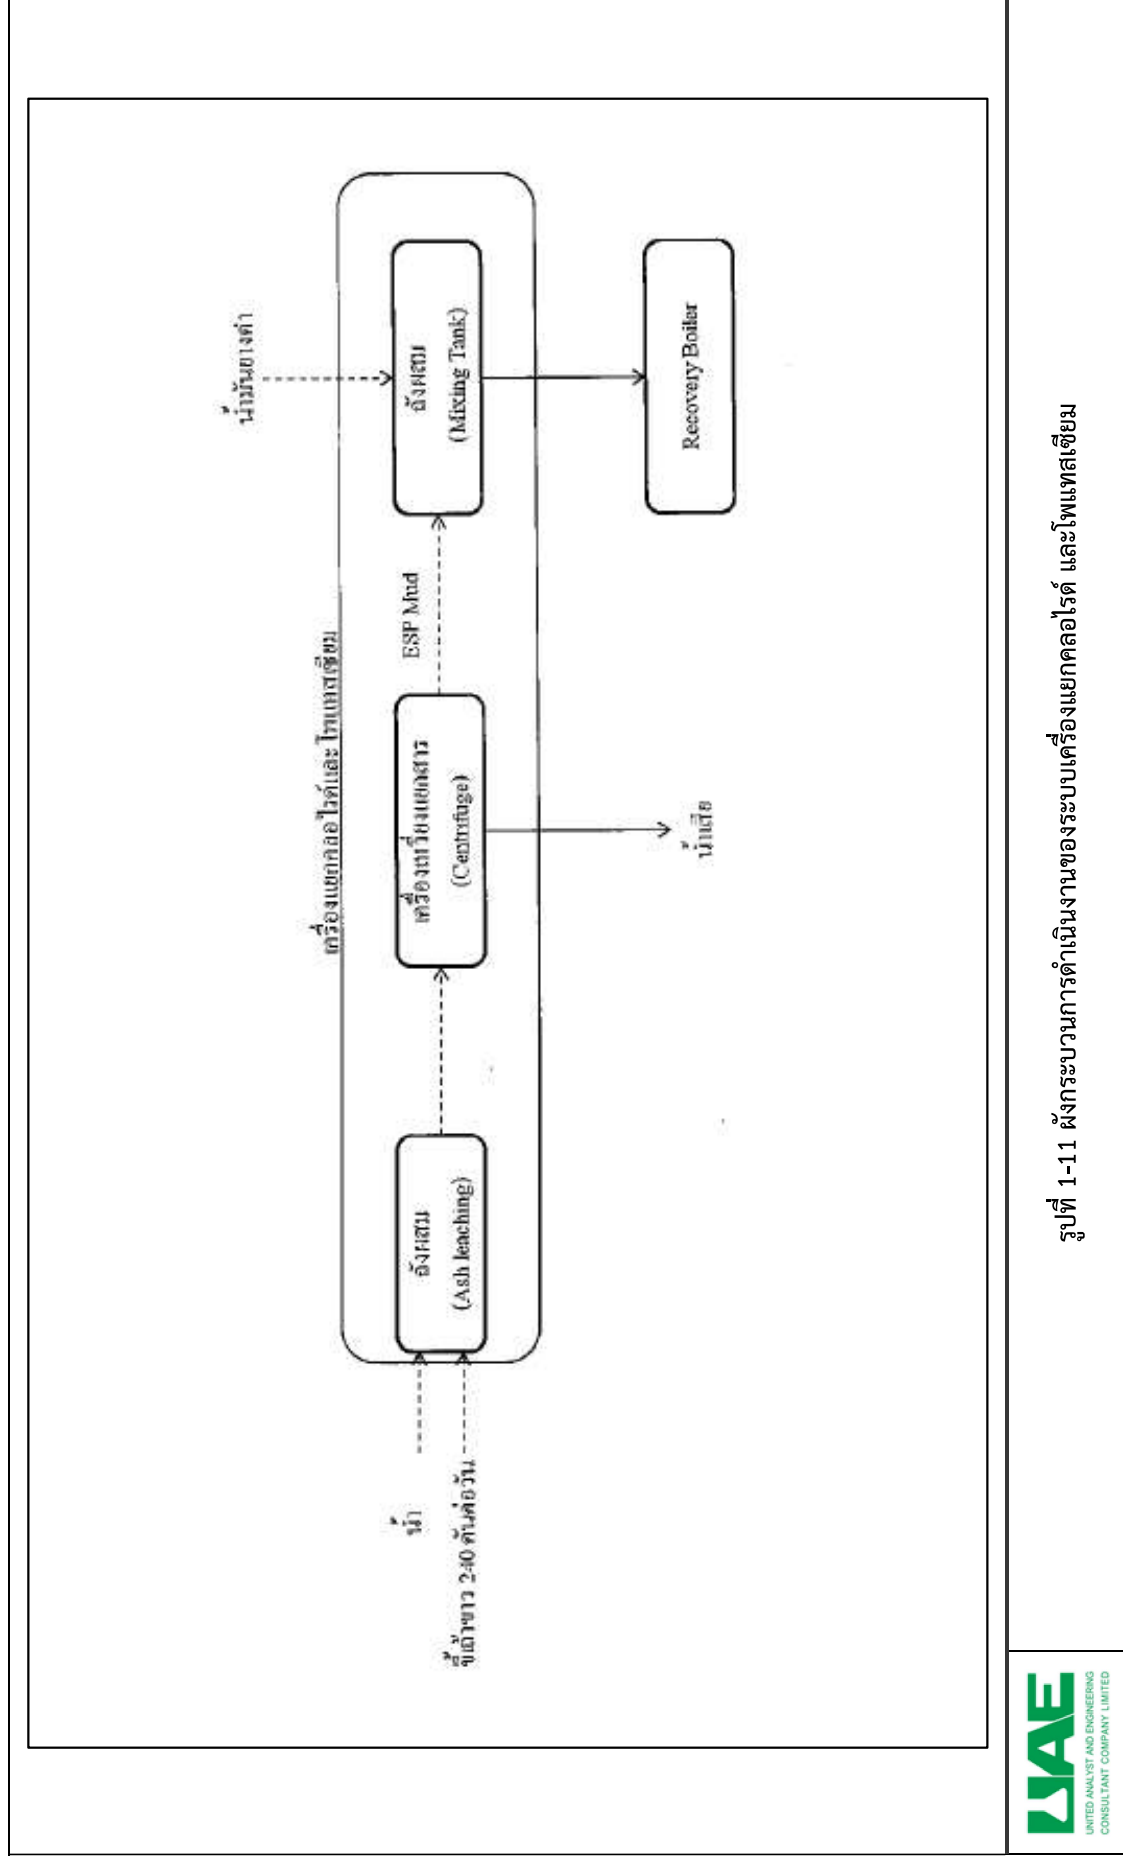 น้ำมันยางดำ
เครื่องแยกคลอไรด์และโพแทสเซียม
น้ำ
ขี้เถ้าขาว 240 ตันต่อวัน
ถังผสม
(Ash leaching)
เครื่องเหวี่ยงแยกสาร
(Centrifuge)
ESP Mud
ถังผสม
(Mixing Tank)
น้ำเสีย
Recovery Boiler
รูปที่ 1-11 ผังกระบวนการดำเนินงานของระบบเครื่องแยกคลอไรด์ และโพแทสเซียม
UAE
UNITED ANALYST AND ENGINEERING
CONSULTANT COMPANY LIMITED